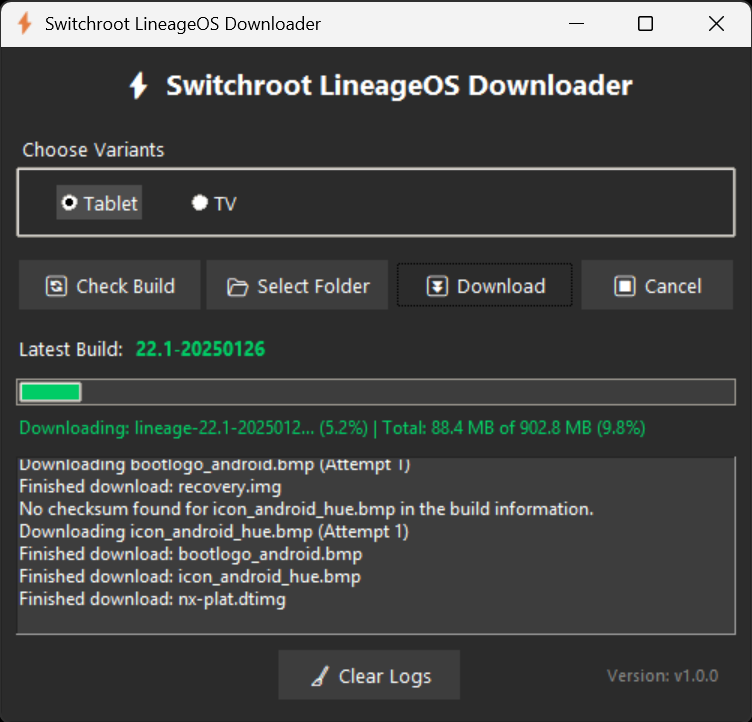 Switchroot LineageOS Downloader
Switchroot LineageOS Downloader
Choose Variants
Tablet TV
Check Build Select Folder Download Cancel
Latest Build: 22.1-20250126
Downloading: lineage-22.1-2025012... (5.2%) | Total: 88.4 MB of 902.8 MB (9.8%)
Downloading bootlogo_android.bmp (Attempt 1)
Finished download: recovery.img
No checksum found for icon_android_hue.bmp in the build information.
Downloading icon_android_hue.bmp (Attempt 1)
Finished download: bootlogo_android.bmp
Finished download: icon_android_hue.bmp
Finished download: nx-plat.dtimg
Clear Logs Version: v1.0.0